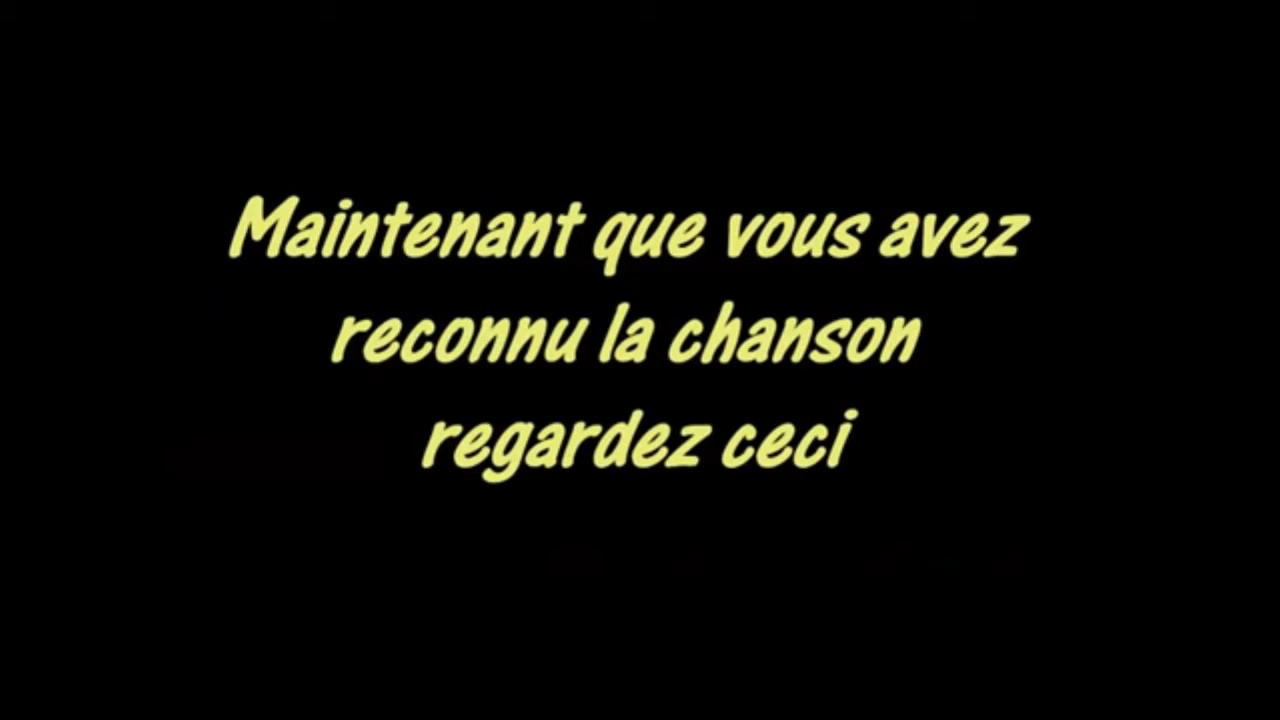 Maintenant que vous avez
reconnu la chanson
regardez ceci